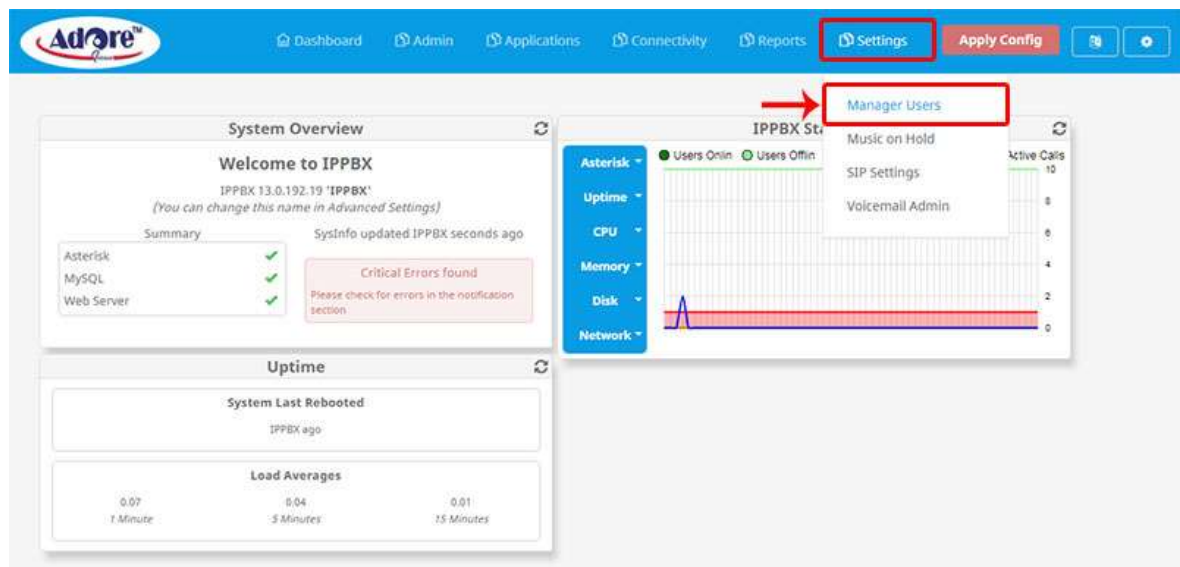 Adore™
Dashboard
Admin
Applications
Connectivity
Reports
Settings
Apply Config
Manager Users
Music on Hold
SIP Settings
Voicemail Admin
System Overview
Welcome to IPPBX
IPPBX 13.0.192.19 'IPPBX'
(You can change this name in Advanced Settings)
Summary
Asterisk
MySQL
Web Server
SysInfo updated IPPBX seconds ago
Critical Errors found
Please check for errors in the notification
section
IPPBX Sta
Asterisk
Uptime
CPU
Memory
Disk
Network
Users Onlin
Users Offlin
Active Calls
10
8
6
4
2
0
Uptime
System Last Rebooted
IPPBX ago
Load Averages
0.07 0.04 0.01
1 Minute 5 Minutes 15 Minutes